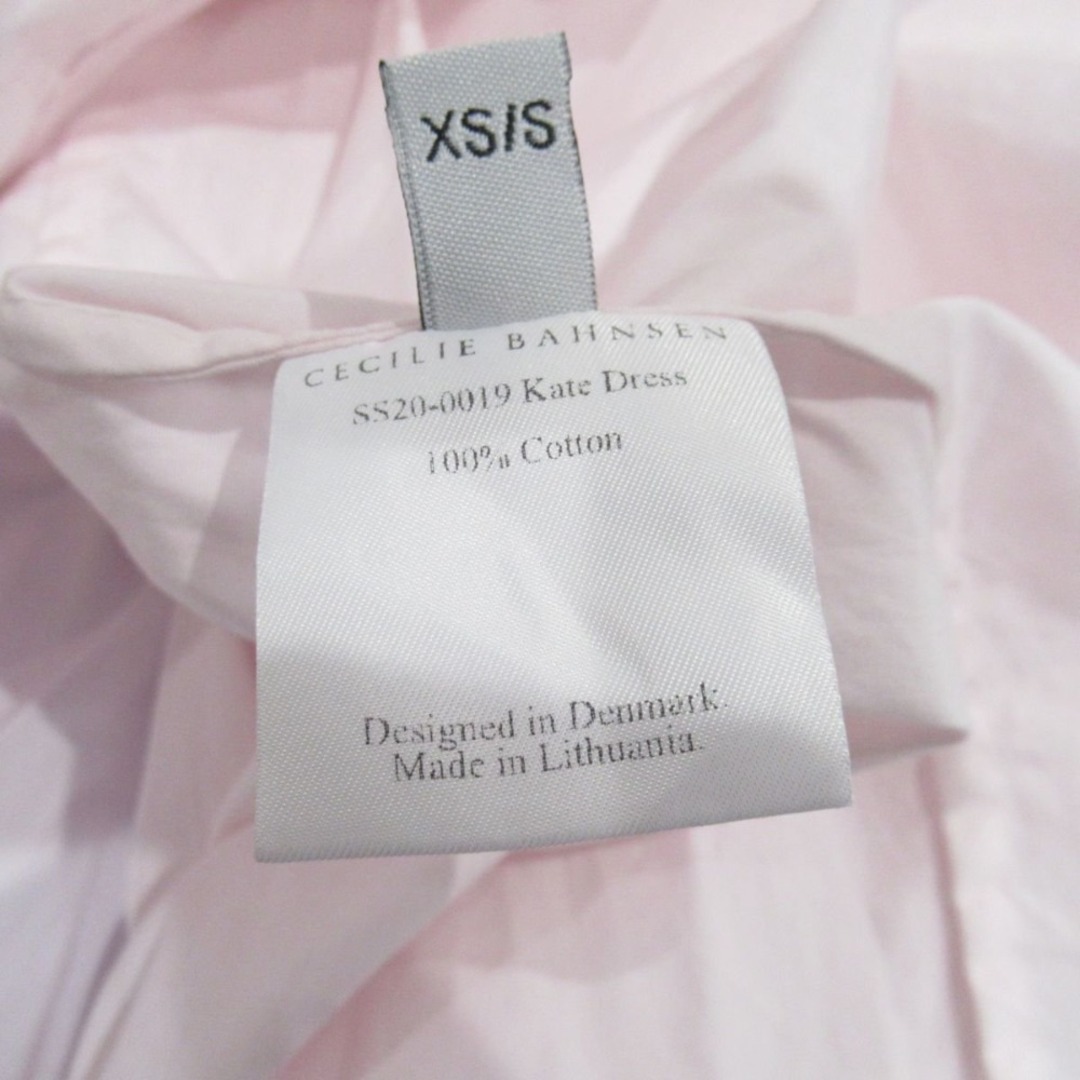 XS/S
CECILIE BAHNSEN
SS20-0019 Kate Dress
100% Cotton
Designed in Denmark.
Made in Lithuania.